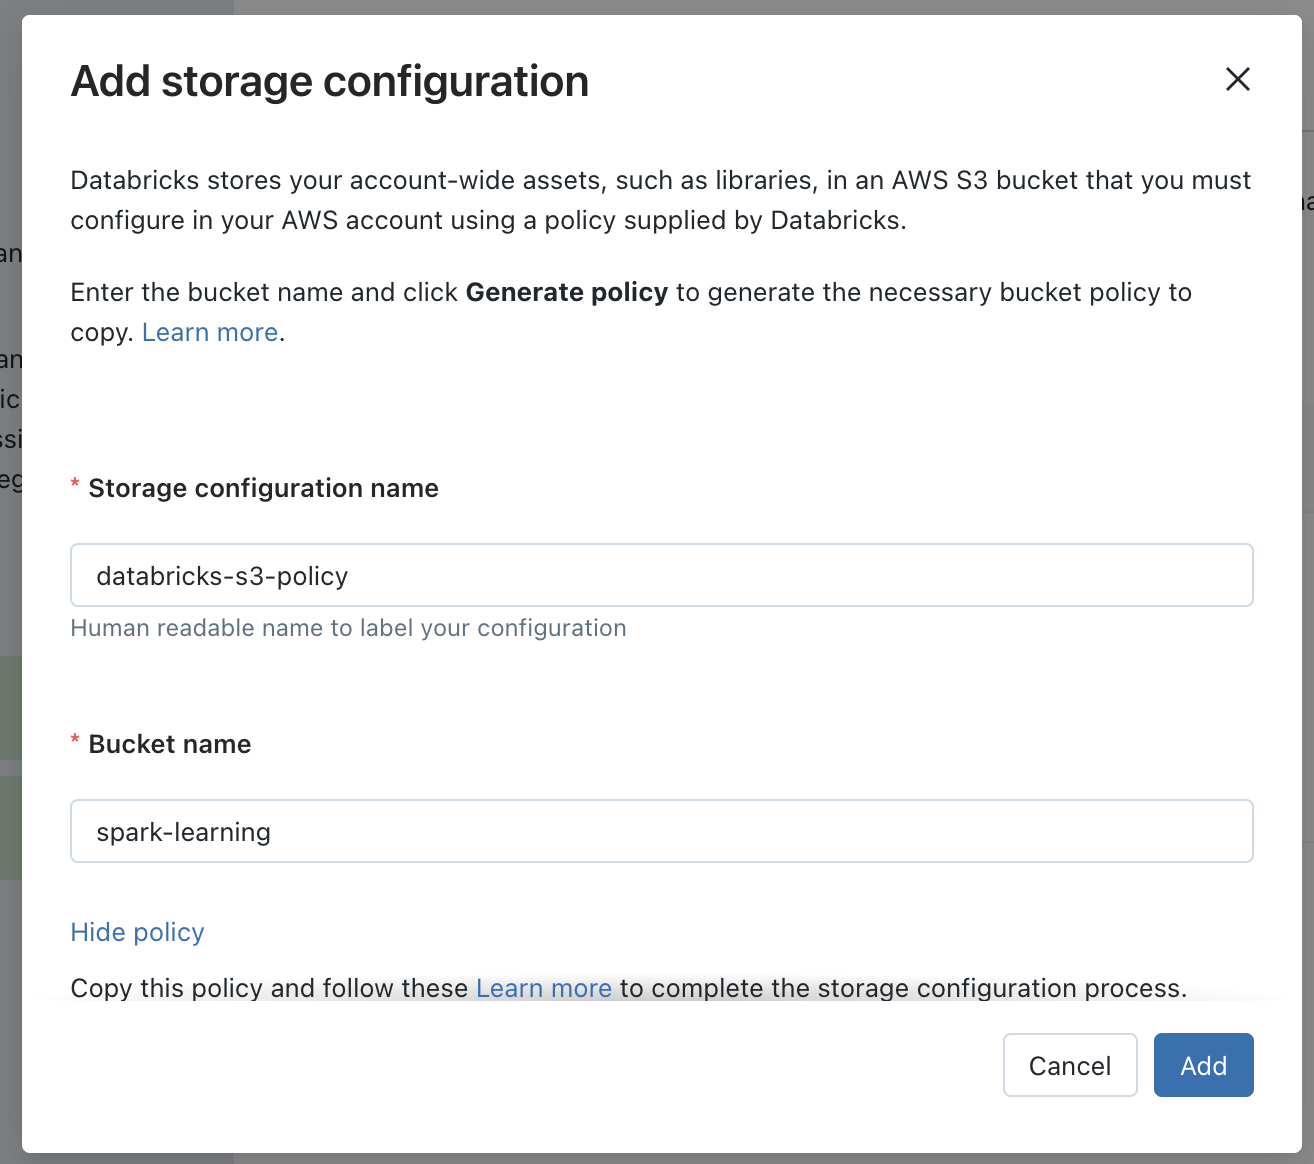 Add storage configuration
Databricks stores your account-wide assets, such as libraries, in an AWS S3 bucket that you must
configure in your AWS account using a policy supplied by Databricks.
Enter the bucket name and click Generate policy to generate the necessary bucket policy to
copy. Learn more.
* Storage configuration name
databricks-s3-policy
Human readable name to label your configuration
* Bucket name
spark-learning
Hide policy
Copy this policy and follow these Learn more to complete the storage configuration process.
Cancel
Add